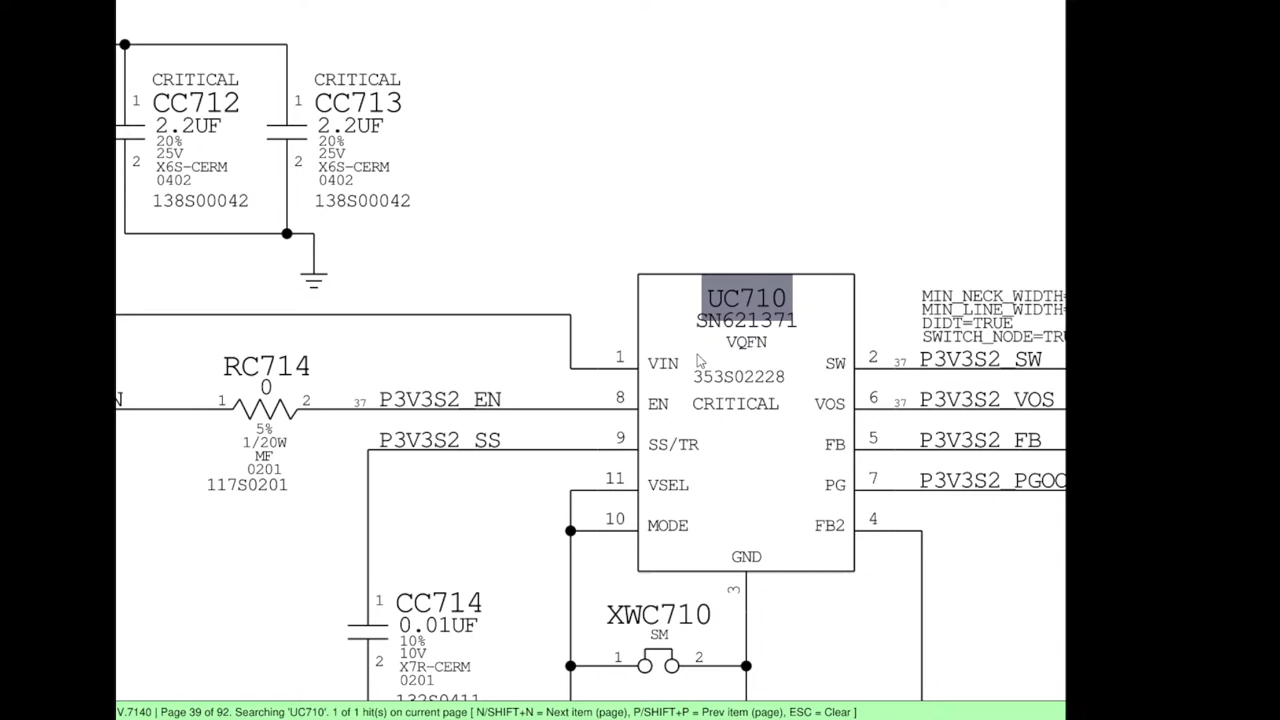 CRITICAL
CC712
2.2UF
20%
25V
X6S-CERM
0402
138S00042
1
2
CRITICAL
CC713
2.2UF
20%
25V
X6S-CERM
0402
138S00042
1
2
UC710
SN621371
VQFN
353S02228
CRITICAL
1 VIN
8 EN
9 SS/TR
11 VSEL
10 MODE
SW 2
VOS 6
FB 5
PG 7
FB2 4
GND
3
MIN_NECK_WIDTH=
MIN_LINE_WIDTH=
DIDT=TRUE
SWITCH_NODE=TRU
37 P3V3S2_SW
37 P3V3S2_VOS
P3V3S2_FB
P3V3S2_PGOO
RC714
0
1 2
5%
1/20W
MF
0201
117S0201
N
37 P3V3S2_EN
P3V3S2_SS
CC714
0.01UF
10%
10V
X7R-CERM
0201
132S0411
1
2
XWC710
SM
1 2
V.7140 | Page 39 of 92. Searching 'UC710'. 1 of 1 hit(s) on current page [ N/SHIFT+N = Next item (page), P/SHIFT+P = Prev item (page), ESC = Clear ]